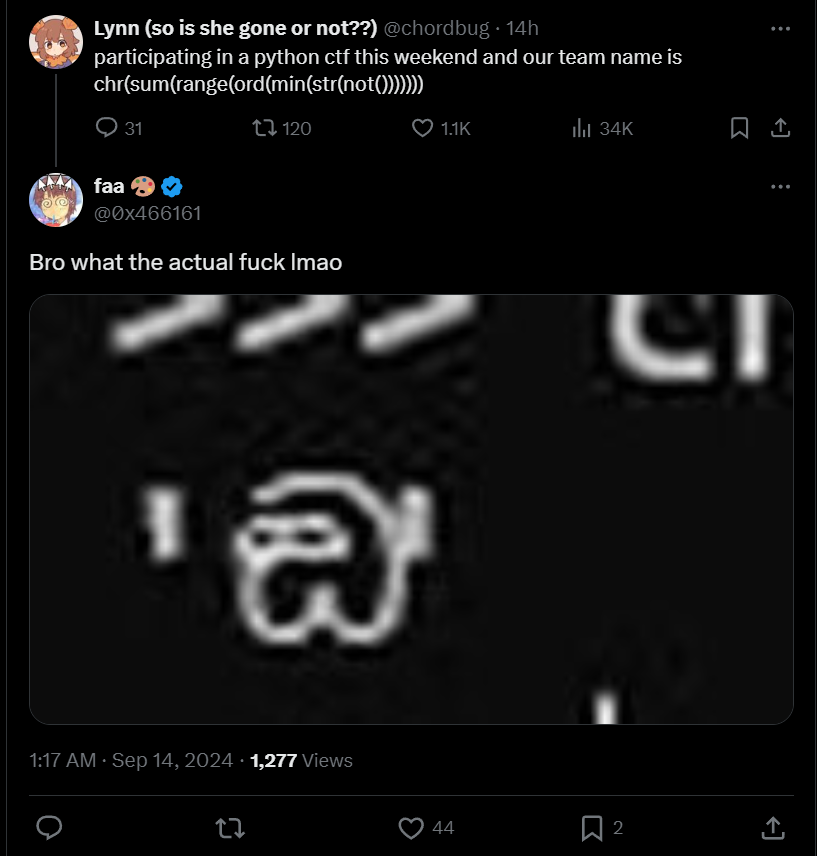 Lynn (so is she gone or not??) @chordbug · 14h
participating in a python ctf this weekend and our team name is
chr(sum(range(ord(min(str(not()))))))
31 120 1.1K 34K
faa 🎨
@0x466161
Bro what the actual fuck lmao
'ඞ'
1:17 AM · Sep 14, 2024 · 1,277 Views
44 2